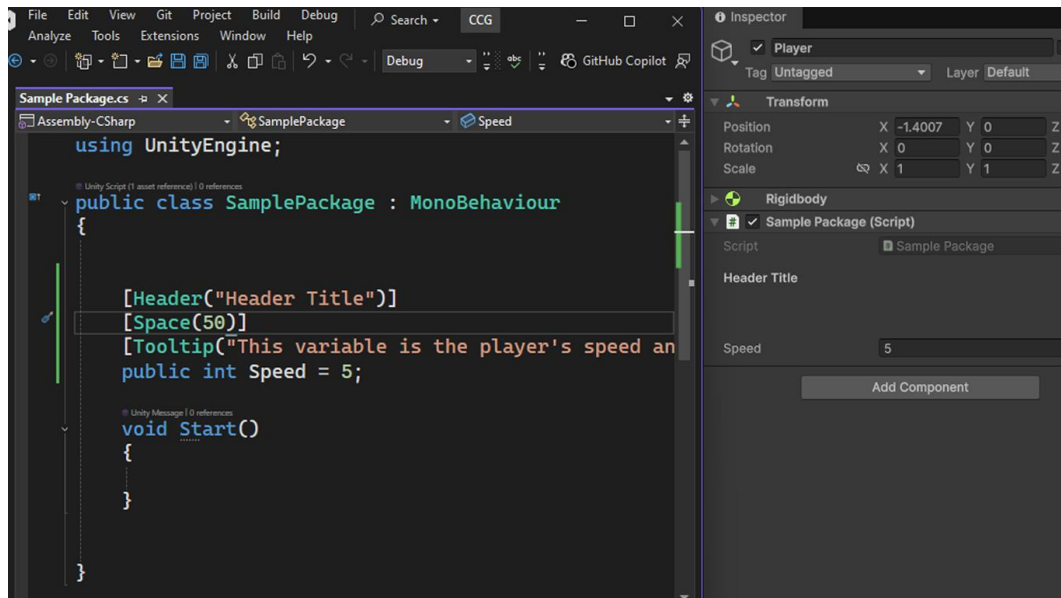 File Edit View Git Project Build Debug Search CCG
Analyze Tools Extensions Window Help
Debug abc GitHub Copilot
Sample Package.cs
Assembly-CSharp SamplePackage Speed
using UnityEngine;
Unity Script (1 asset reference) | 0 references
public class SamplePackage : MonoBehaviour
{
[Header("Header Title")]
[Space(50)]
[Tooltip("This variable is the player's speed an
public int Speed = 5;
Unity Message | 0 references
void Start()
{
}
}
Inspector
Player
Tag Untagged Layer Default
Transform
Position X -1.4007 Y 0 Z
Rotation X 0 Y 0 Z
Scale X 1 Y 1 Z
Rigidbody
# Sample Package (Script)
Script Sample Package
Header Title
Speed 5
Add Component